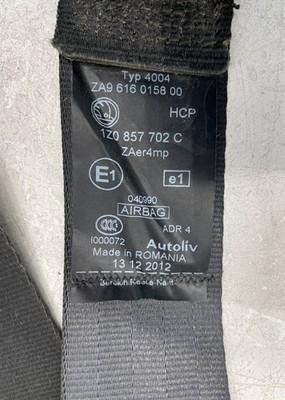 Typ 4004
ZA9 616 0158 00
HCP
1Z0 857 702 C
ZAer4mp
E1 e1
040990
AIRBAG
CCC ADR 4
I000072 Autoliv
Made in ROMANIA
13 12 2012